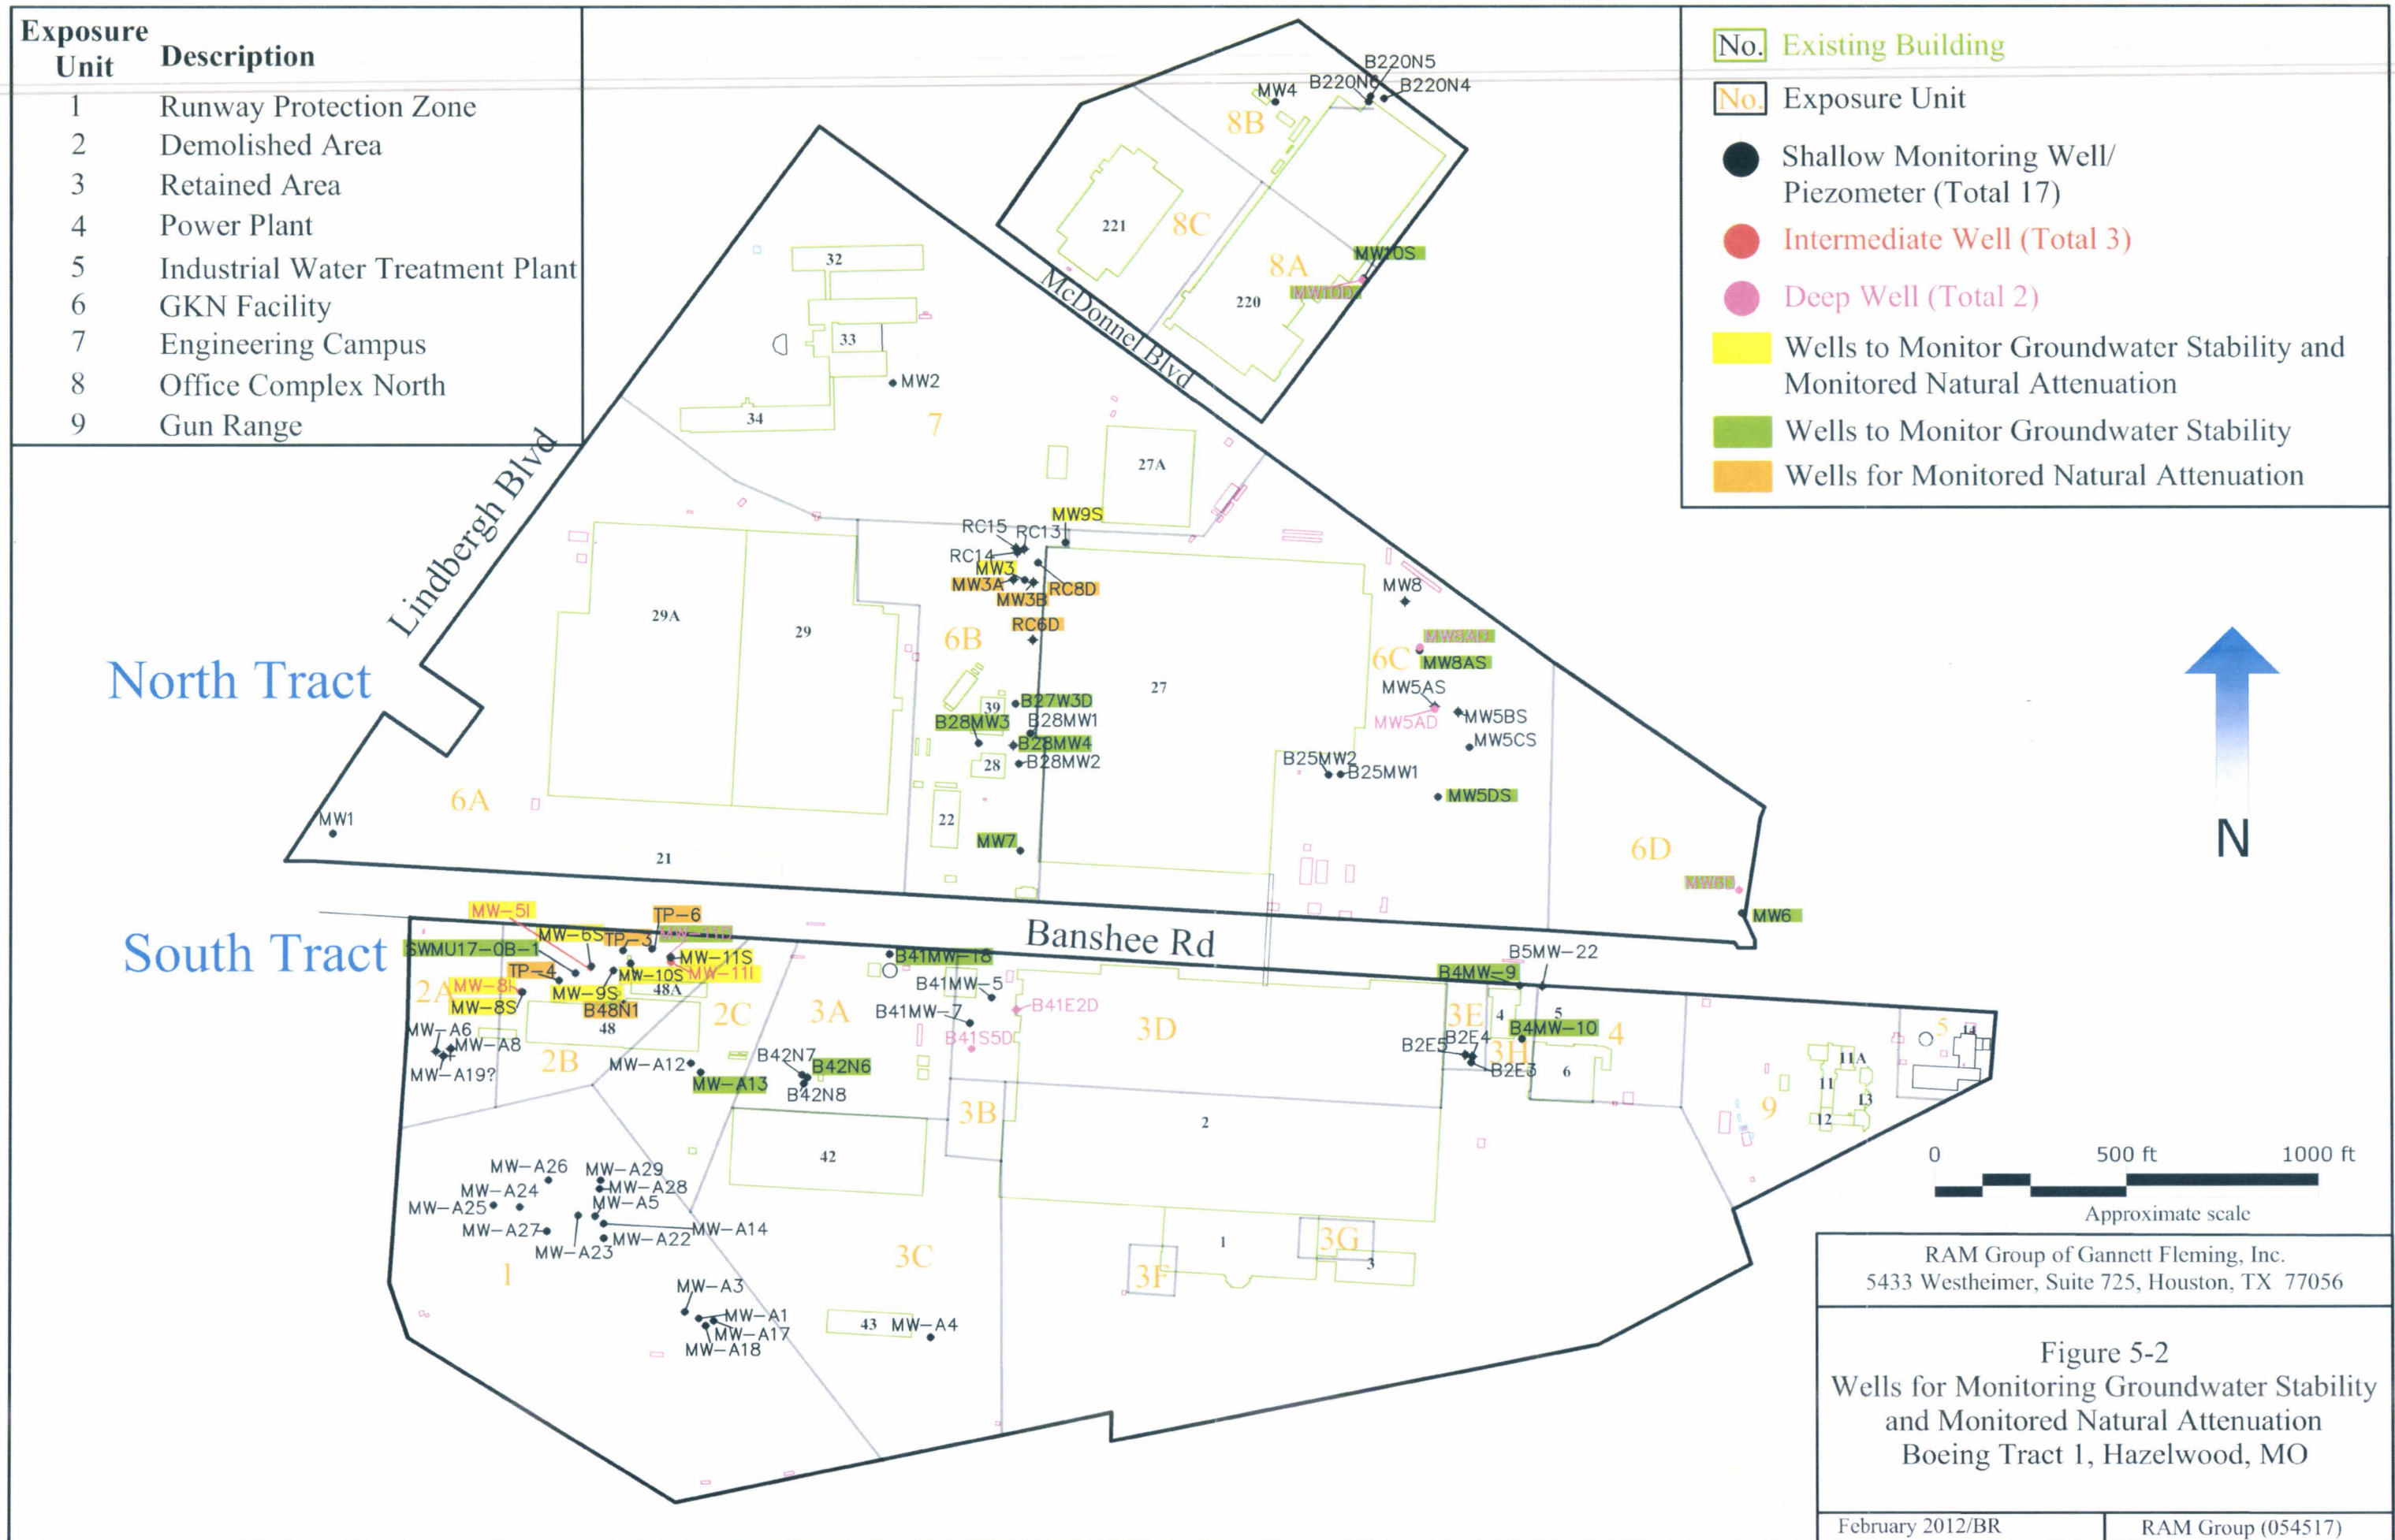 Exposure
Unit Description
1 Runway Protection Zone
2 Demolished Area
3 Retained Area
4 Power Plant
5 Industrial Water Treatment Plant
6 GKN Facility
7 Engineering Campus
8 Office Complex North
9 Gun Range
No. Existing Building
No. Exposure Unit
Shallow Monitoring Well/
Piezometer (Total 17)
Intermediate Well (Total 3)
Deep Well (Total 2)
Wells to Monitor Groundwater Stability and
Monitored Natural Attenuation
Wells to Monitor Groundwater Stability
Wells for Monitored Natural Attenuation
B220N5
B220N6
B220N4
MW4
8B
221
8C
8A
220
MW10S
MW10D
McDonnel Blvd
32
33
34
MW2
7
27A
Lindbergh Blvd
MW9S
RC15
RC13
RC14
MW3
MW3A
MW3B
RC8D
RC6D
29A
29
6B
27
MW8
MW8AD
6C
MW8AS
MW5AS
MW5AD
MW5BS
MW5CS
B27W3D
39
B28MW3
B28MW1
B28MW4
28
B28MW2
B25MW2
B25MW1
MW5DS
North Tract
6A
22
MW1
MW7
21
6D
MW6
N
South Tract
Banshee Rd
MW-5I
TP-6
MW-6S
TP-3
SWMU17-OB-1
MW-11S
MW-11I
TP-4
MW-10S
2A
MW-8I
MW-9S
48A
MW-8S
B48N1
48
2C
3A
B41MW-18
B41MW-5
B41MW-7
B41E2D
B41S5D
3D
B5MW-22
B4MW-9
3E
4
5
B4MW-10
4
B2E4
B2E5
3H
B2E3
6
5
14
11A
11
13
12
9
MW-A6
MW-A8
MW-A19?
2B
MW-A12
MW-A13
B42N7
B42N6
B42N8
3B
2
42
MW-A26
MW-A29
MW-A24
MW-A28
MW-A25
MW-A5
MW-A27
MW-A14
MW-A22
MW-A23
1
3C
1
3G
3
3F
MW-A3
MW-A1
MW-A17
MW-A18
43
MW-A4
0 500 ft 1000 ft
Approximate scale
RAM Group of Gannett Fleming, Inc.
5433 Westheimer, Suite 725, Houston, TX 77056
Figure 5-2
Wells for Monitoring Groundwater Stability
and Monitored Natural Attenuation
Boeing Tract 1, Hazelwood, MO
February 2012/BR
RAM Group (054517)